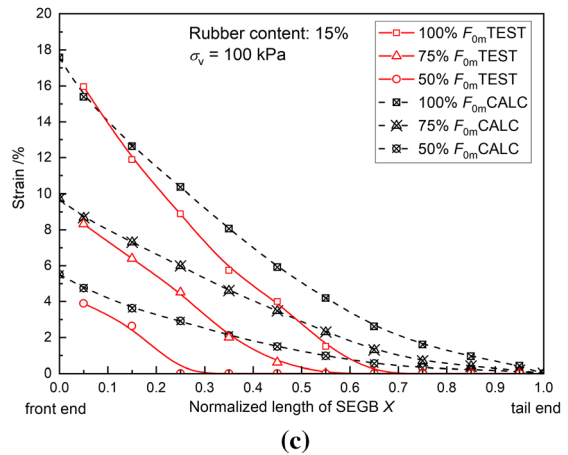 Rubber content: 15%
σv = 100 kPa
100% F0mTEST
75% F0mTEST
50% F0mTEST
100% F0mCALC
75% F0mCALC
50% F0mCALC
Strain /%
20
18
16
14
12
10
8
6
4
2
0
0.0 0.1 0.2 0.3 0.4 0.5 0.6 0.7 0.8 0.9 1.0
front end Normalized length of SEGB X tail end
(c)